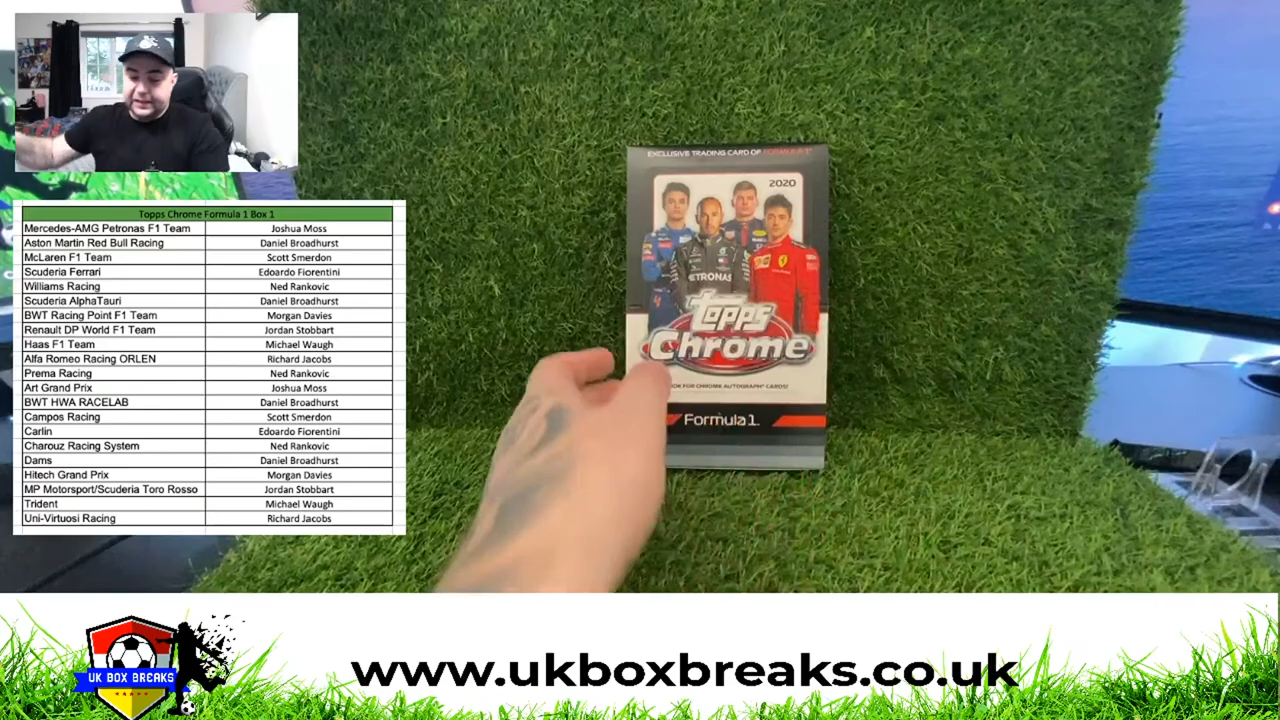 Topps Chrome Formula 1 Box 1
Mercedes-AMG Petronas F1 Team Joshua Moss
Aston Martin Red Bull Racing Daniel Broadhurst
McLaren F1 Team Scott Smerdon
Scuderia Ferrari Edoardo Fiorentini
Williams Racing Ned Rankovic
Scuderia AlphaTauri Daniel Broadhurst
BWT Racing Point F1 Team Morgan Davies
Renault DP World F1 Team Jordan Stobbart
Haas F1 Team Michael Waugh
Alfa Romeo Racing ORLEN Richard Jacobs
Prema Racing Ned Rankovic
Art Grand Prix Joshua Moss
BWT HWA RACELAB Daniel Broadhurst
Campos Racing Scott Smerdon
Carlin Edoardo Fiorentini
Charouz Racing System Ned Rankovic
Dams Daniel Broadhurst
Hitech Grand Prix Morgan Davies
MP Motorsport/Scuderia Toro Rosso Jordan Stobbart
Trident Michael Waugh
Uni-Virtuosi Racing Richard Jacobs
EXCLUSIVE TRADING CARD OF FORMULA 1
2020
PETRONAS
topps
Chrome
FOR CHROME AUTOGRAPH CARDS!
Formula 1
UK BOX BREAKS
www.ukboxbreaks.co.uk